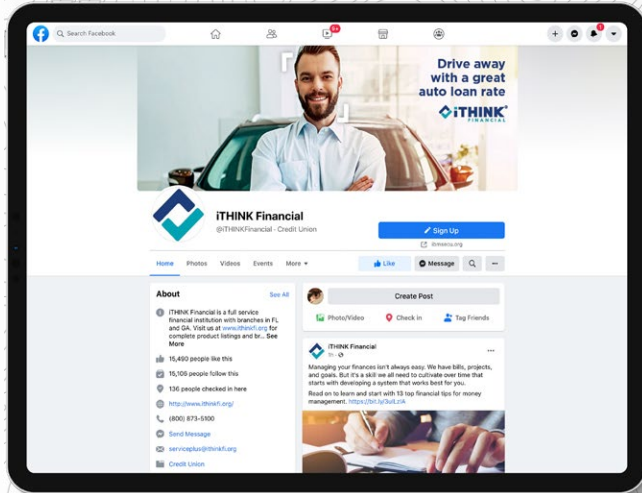 Search Facebook
9+
1
Drive away
with a great
auto loan rate
iTHINK
FINANCIAL
iTHINK Financial
@iTHINKFinancial · Credit Union
Sign Up
Home Photos Videos Events More
Like Message
About See All
iTHINK Financial is a full service
financial institution with branches in FL
and GA. Visit us at www.ithinkfi.org for
complete product listings and br... See
More
15,490 people like this
136 people checked in here
http://www.ithinkfi.org/
(800) 873-5100
Send Message
serviceplus@ithinkfi.org
Credit Union
Create Post
Photo/Video Check in Tag Friends
iTHINK Financial
Managing your finances isn't always easy. We have bills, projects,
and goals. But it's a skill we all need to cultivate over time that
starts with developing a system that works best for you.
Read on to learn and start with 13 top financial tips for money
management.